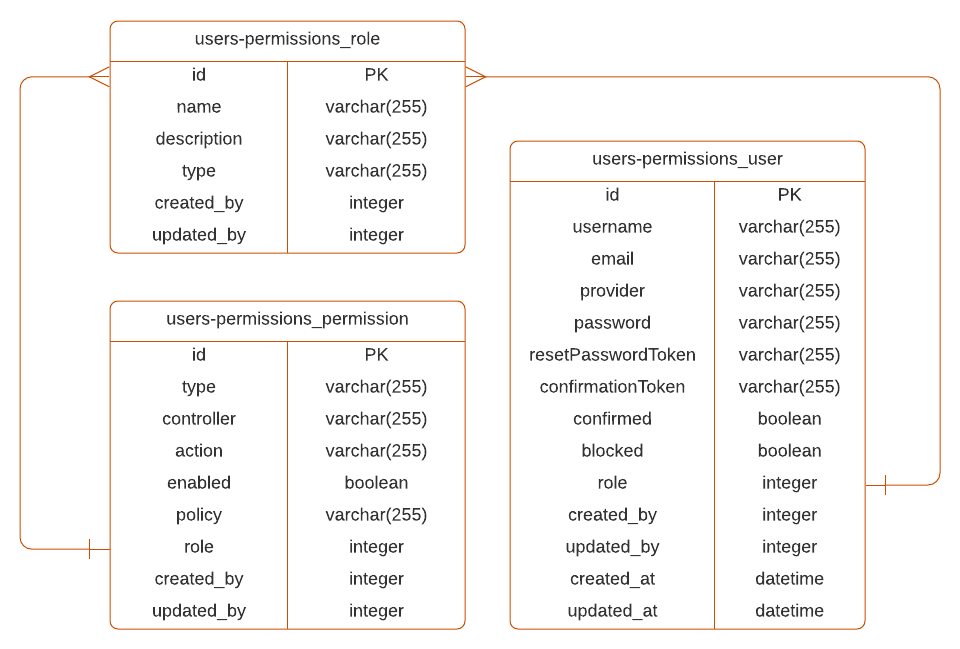 users-permissions_role
id PK
name varchar(255)
description varchar(255)
type varchar(255)
created_by integer
updated_by integer
users-permissions_permission
id PK
type varchar(255)
controller varchar(255)
action varchar(255)
enabled boolean
policy varchar(255)
role integer
created_by integer
updated_by integer
users-permissions_user
id PK
username varchar(255)
email varchar(255)
provider varchar(255)
password varchar(255)
resetPasswordToken varchar(255)
confirmationToken varchar(255)
confirmed boolean
blocked boolean
role integer
created_by integer
updated_by integer
created_at datetime
updated_at datetime